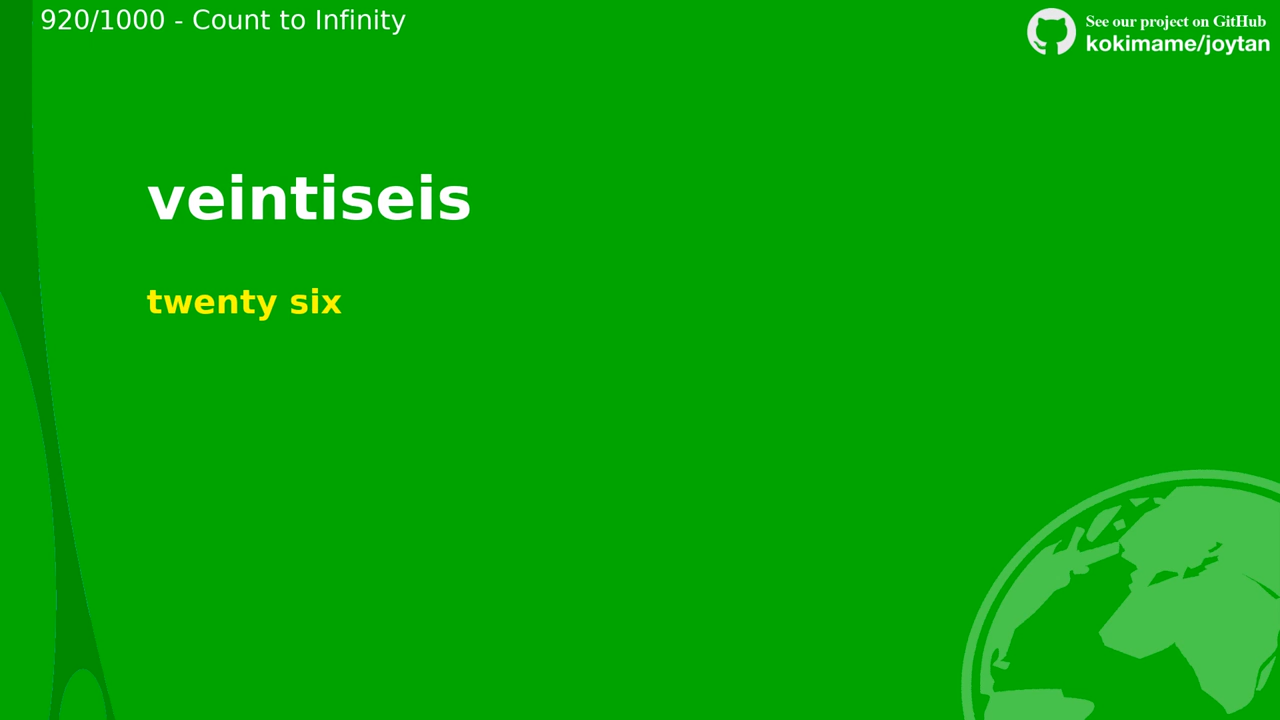 920/1000 - Count to Infinity
See our project on GitHub
kokimame/joytan
veintiseis
twenty six